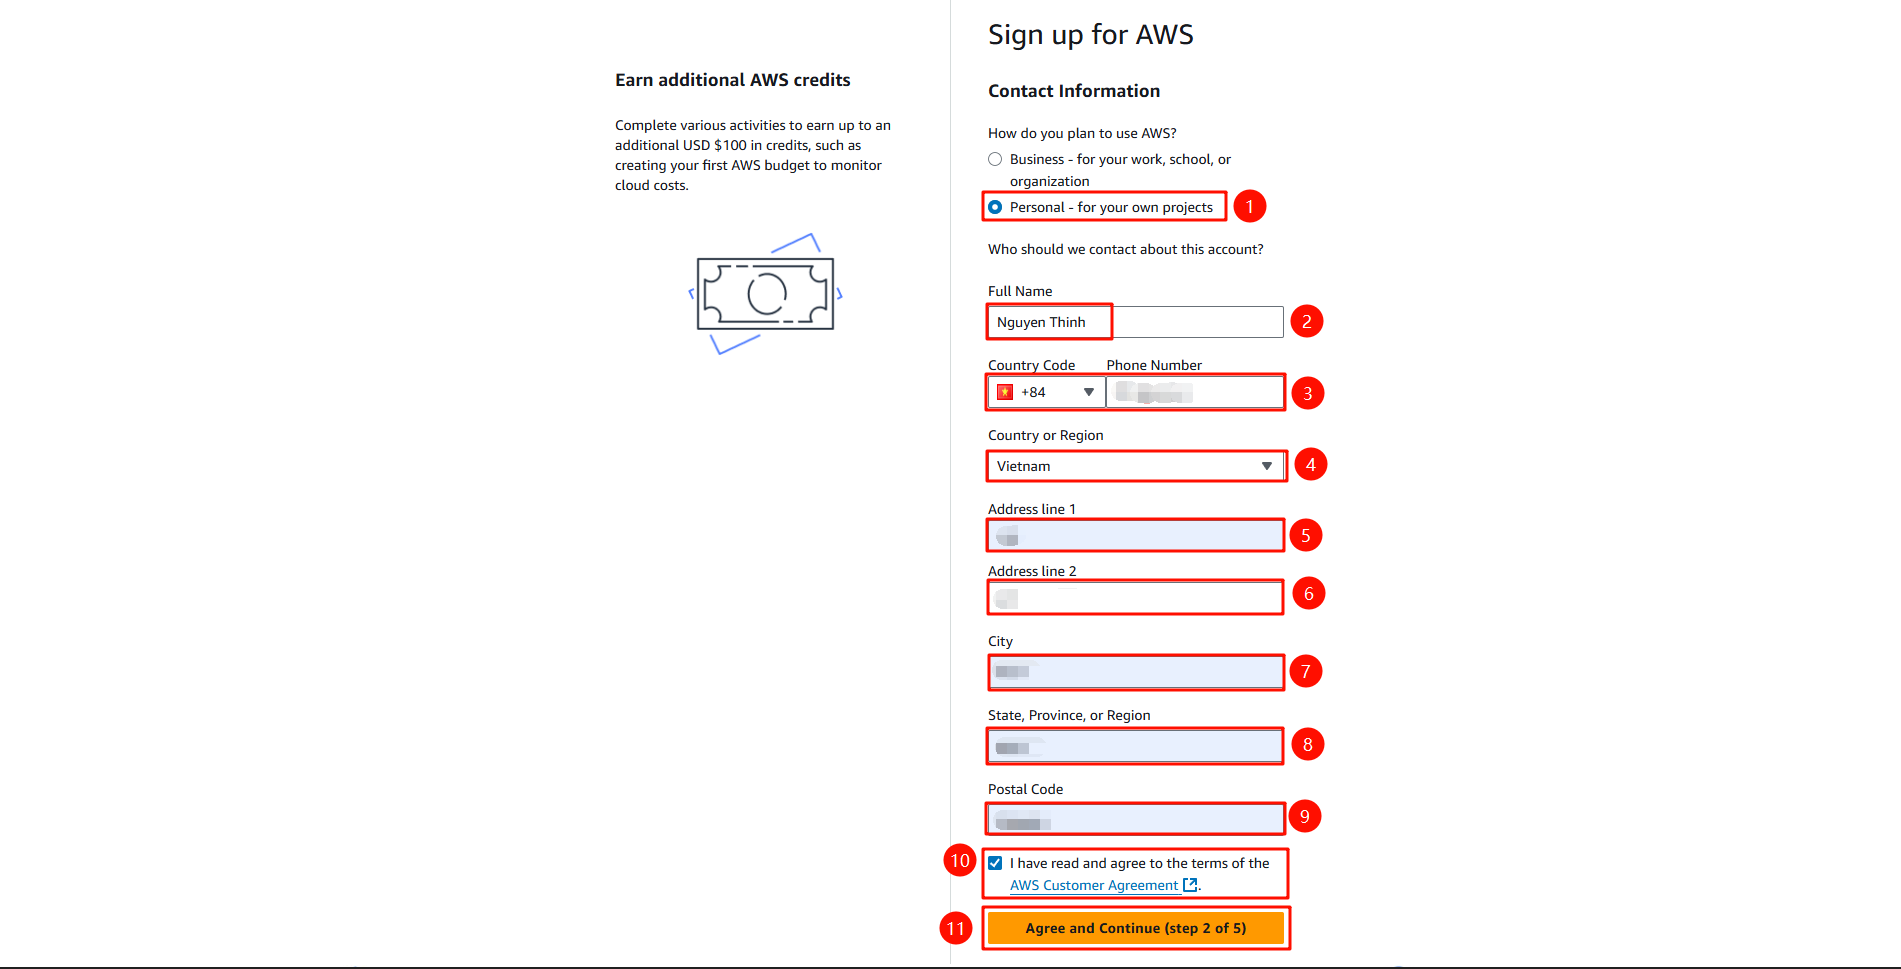 Earn additional AWS credits
Complete various activities to earn up to an
additional USD $100 in credits, such as
creating your first AWS budget to monitor
cloud costs.
Sign up for AWS
Contact Information
How do you plan to use AWS?
Business - for your work, school, or
organization
Personal - for your own projects
1
Who should we contact about this account?
Full Name
Nguyen Thinh
2
Country Code Phone Number
+84
3
Country or Region
Vietnam
4
Address line 1
5
Address line 2
6
City
7
State, Province, or Region
8
Postal Code
9
10 I have read and agree to the terms of the
AWS Customer Agreement.
11 Agree and Continue (step 2 of 5)